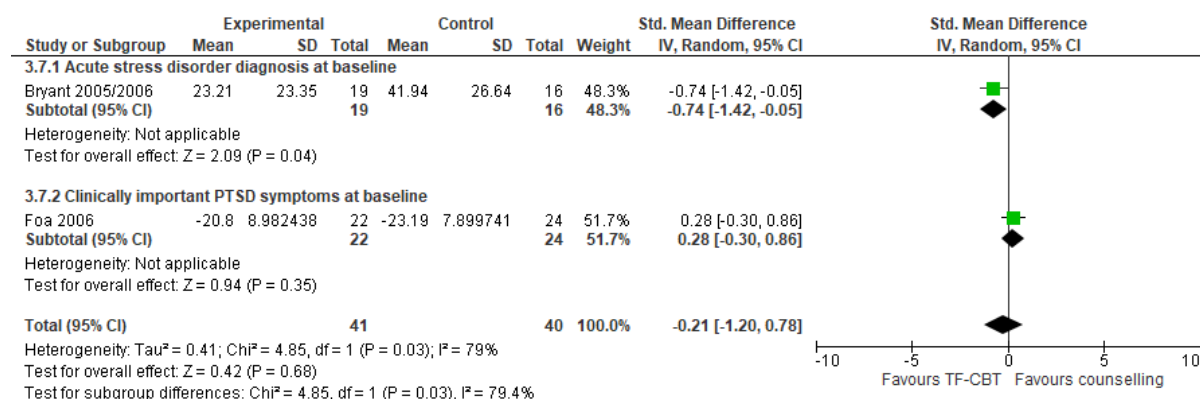 Experimental Control Std. Mean Difference Std. Mean Difference
Study or Subgroup Mean SD Total Mean SD Total Weight IV, Random, 95% CI IV, Random, 95% CI
3.7.1 Acute stress disorder diagnosis at baseline
Bryant 2005/2006 23.21 23.35 19 41.94 26.64 16 48.3% -0.74 [-1.42, -0.05]
Subtotal (95% CI) 19 16 48.3% -0.74 [-1.42, -0.05]
Heterogeneity: Not applicable
Test for overall effect: Z = 2.09 (P = 0.04)
3.7.2 Clinically important PTSD symptoms at baseline
Foa 2006 -20.8 8.982438 22 -23.19 7.899741 24 51.7% 0.28 [-0.30, 0.86]
Subtotal (95% CI) 22 24 51.7% 0.28 [-0.30, 0.86]
Heterogeneity: Not applicable
Test for overall effect: Z = 0.94 (P = 0.35)
Total (95% CI) 41 40 100.0% -0.21 [-1.20, 0.78]
Heterogeneity: Tau² = 0.41; Chi² = 4.85, df = 1 (P = 0.03); I² = 79%
Test for overall effect: Z = 0.42 (P = 0.68)
Test for subgroup differences: Chi² = 4.85, df = 1 (P = 0.03), I² = 79.4%
-10 -5 0 5 10
Favours TF-CBT Favours counselling